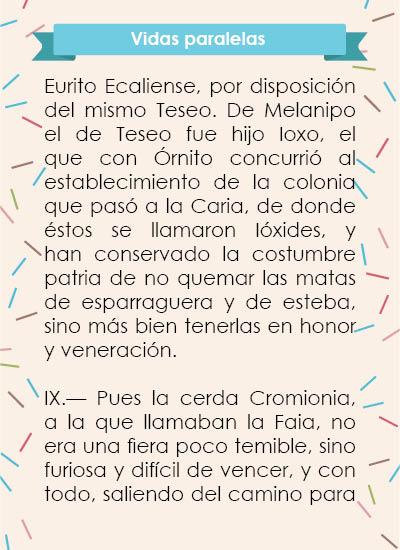 Vidas paralelas
Eurito Ecaliense, por disposición
del mismo Teseo. De Melanipo
el de Teseo fue hijo Ioxo, el
que con Órnito concurrió al
establecimiento de la colonia
que pasó a la Caria, de donde
éstos se llamaron Ióxides, y
han conservado la costumbre
patria de no quemar las matas
de esparraguera y de esteba,
sino más bien tenerlas en honor
y veneración.
IX.— Pues la cerda Cromionia,
a la que llamaban la Faia, no
era una fiera poco temible, sino
furiosa y difícil de vencer, y con
todo, saliendo del camino para